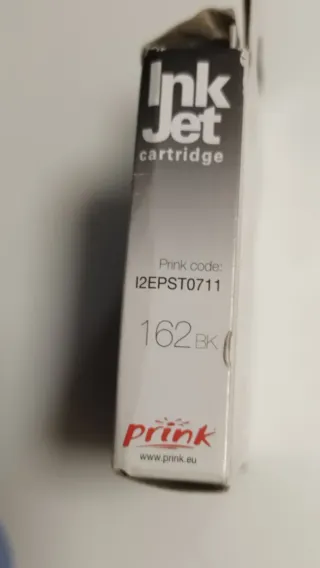 Ink
Jet
cartridge
Prink code:
I2EPST0711
162 BK
prink
www.prink.eu